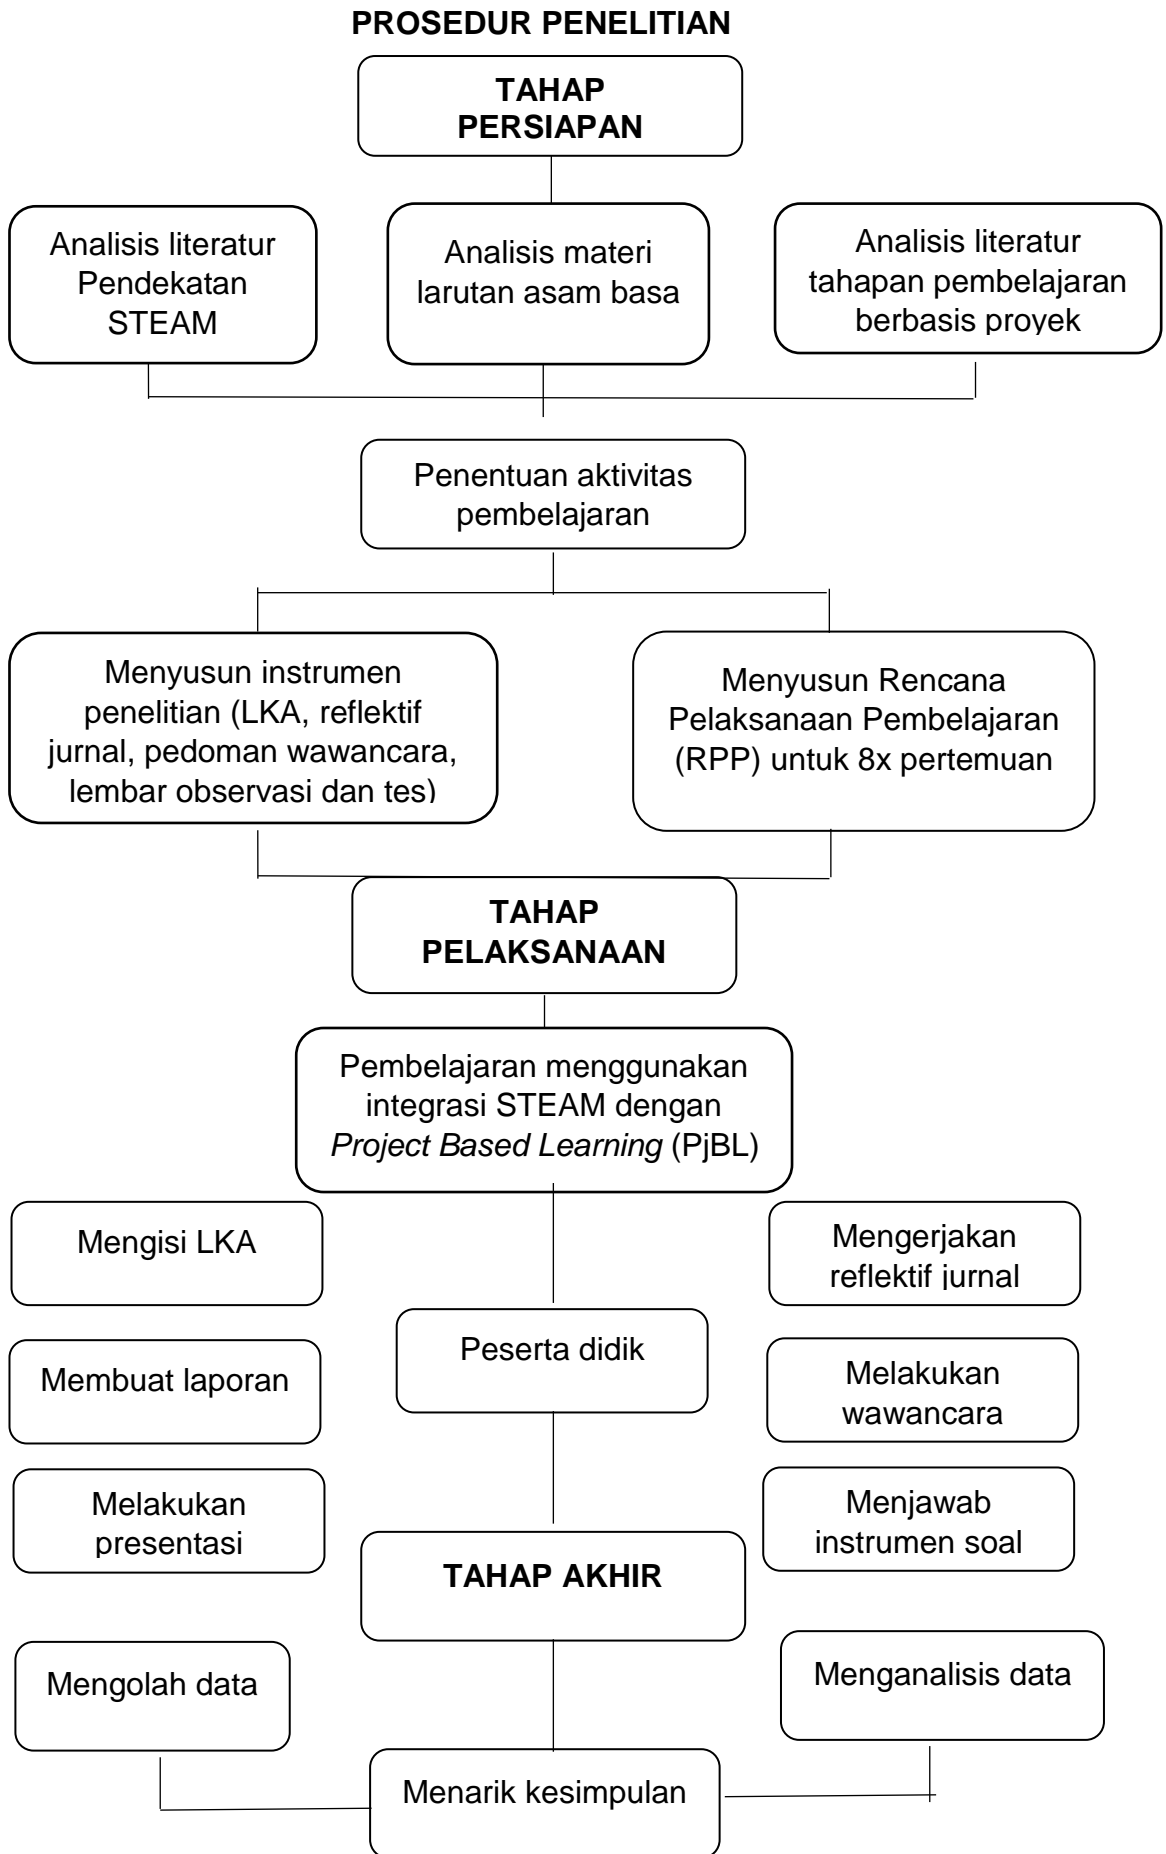 PROSEDUR PENELITIAN
TAHAP
PERSIAPAN
Analisis literatur
Pendekatan
STEAM
Analisis materi
larutan asam basa
Analisis literatur
tahapan pembelajaran
berbasis proyek
Penentuan aktivitas
pembelajaran
Menyusun instrumen
penelitian (LKA, reflektif
jurnal, pedoman wawancara,
lembar observasi dan tes)
Menyusun Rencana
Pelaksanaan Pembelajaran
(RPP) untuk 8x pertemuan
TAHAP
PELAKSANAAN
Pembelajaran menggunakan
integrasi STEAM dengan
Project Based Learning (PjBL)
Mengisi LKA
Mengerjakan
reflektif jurnal
Peserta didik
Membuat laporan
Melakukan
wawancara
Melakukan
presentasi
Menjawab
instrumen soal
TAHAP AKHIR
Mengolah data
Menganalisis data
Menarik kesimpulan